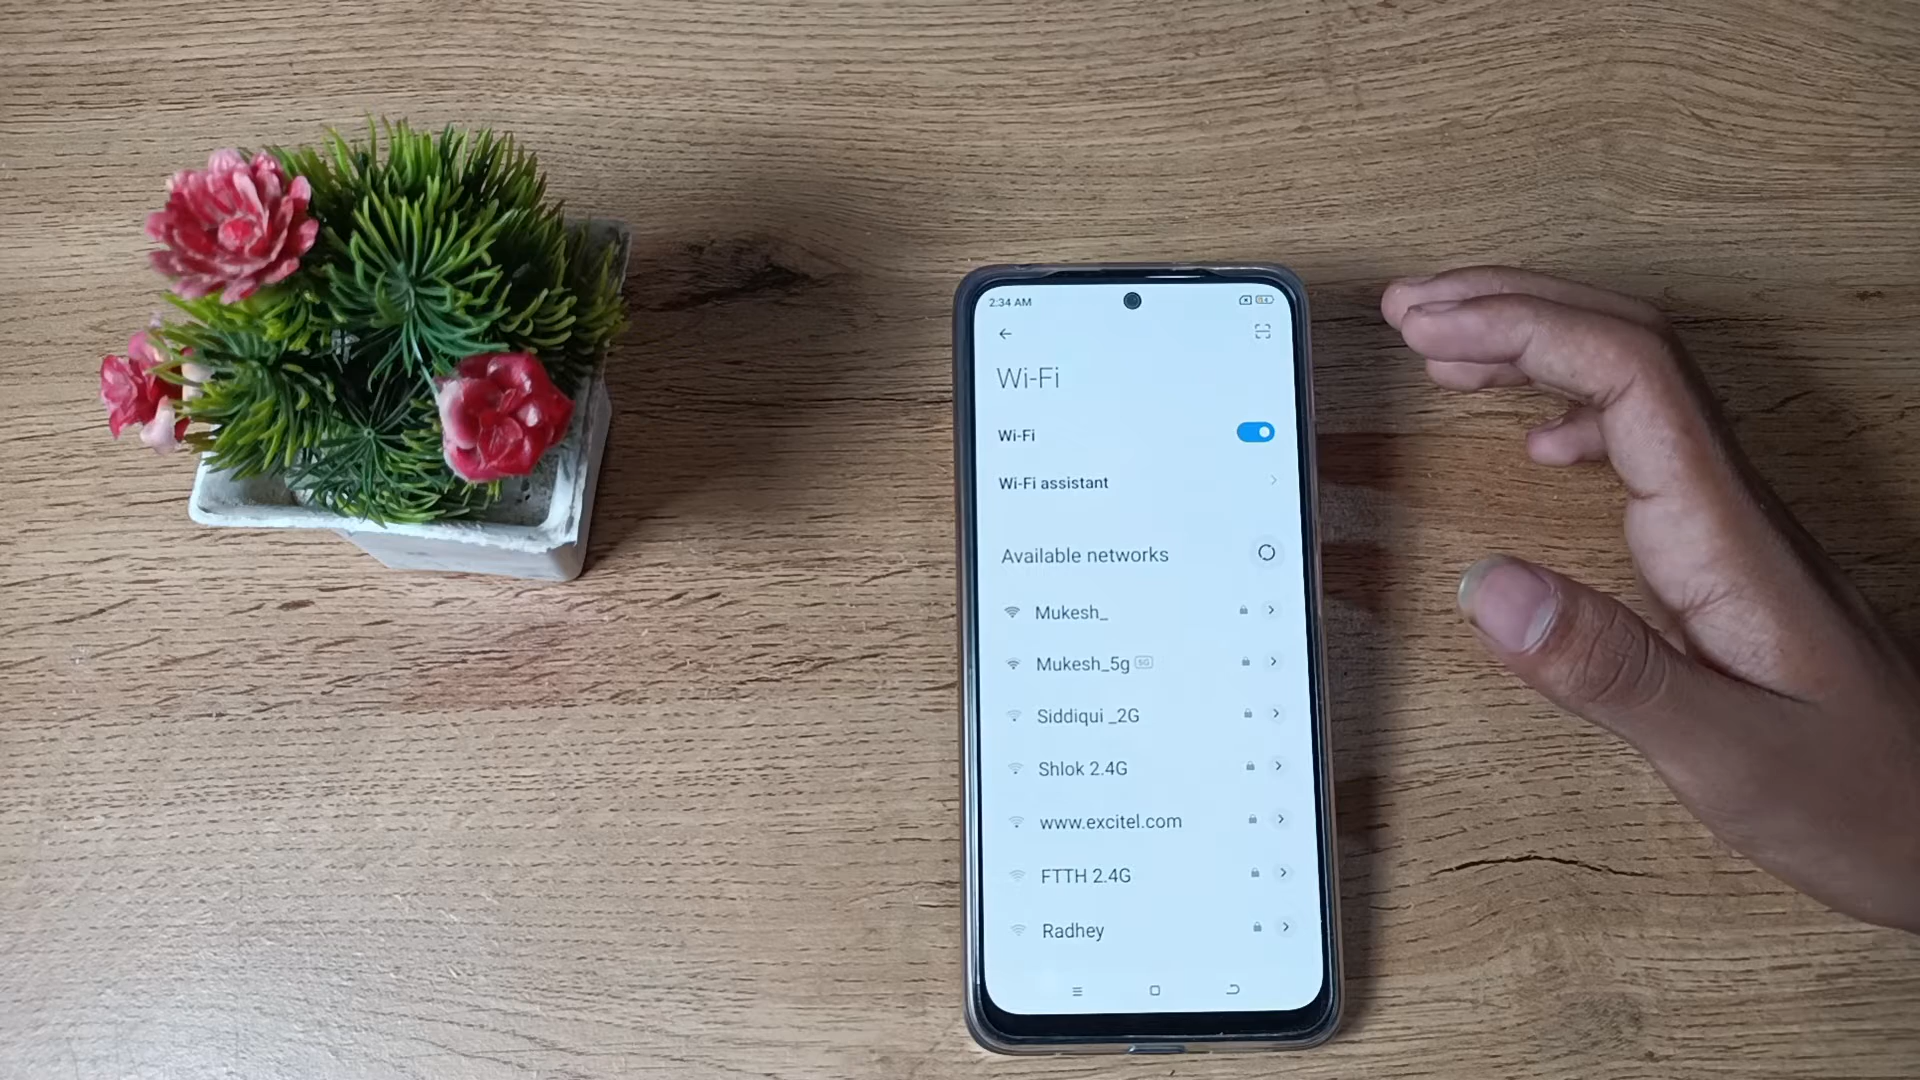 2:34 AM
Wi-Fi
Wi-Fi
Wi-Fi assistant
Available networks
Mukesh_
Mukesh_5g 5G
Siddiqui _2G
Shlok 2.4G
www.excitel.com
FTTH 2.4G
Radhey